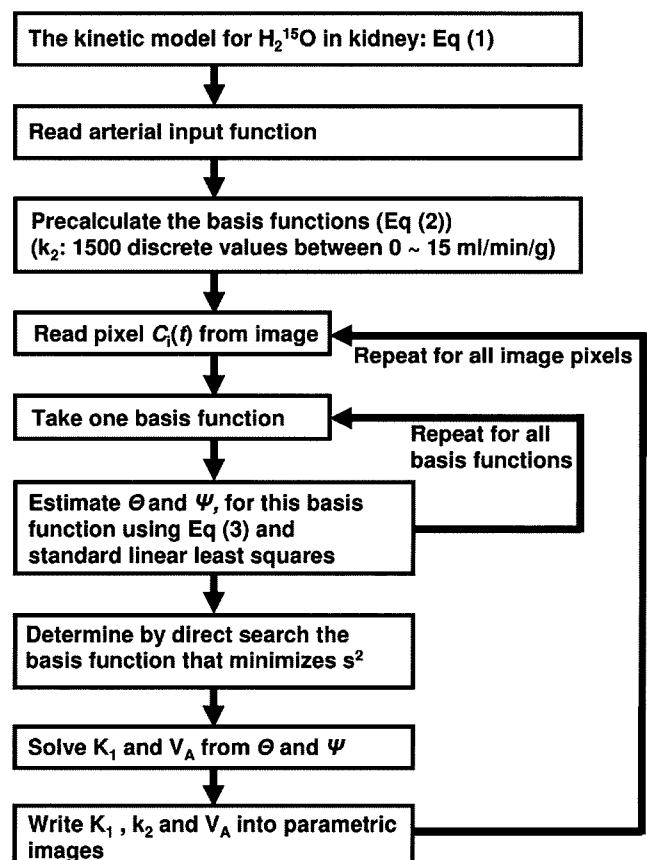 The kinetic model for H₂¹⁵O in kidney: Eq (1)
Read arterial input function
Precalculate the basis functions (Eq (2))
(k₂: 1500 discrete values between 0 ~ 15 ml/min/g)
Read pixel Cᵢ(t) from image
Repeat for all image pixels
Take one basis function
Repeat for all
basis functions
Estimate Θ and Ψ, for this basis
function using Eq (3) and
standard linear least squares
Determine by direct search the
basis function that minimizes s²
Solve K₁ and V_A from Θ and Ψ
Write K₁ , k₂ and V_A into parametric
images